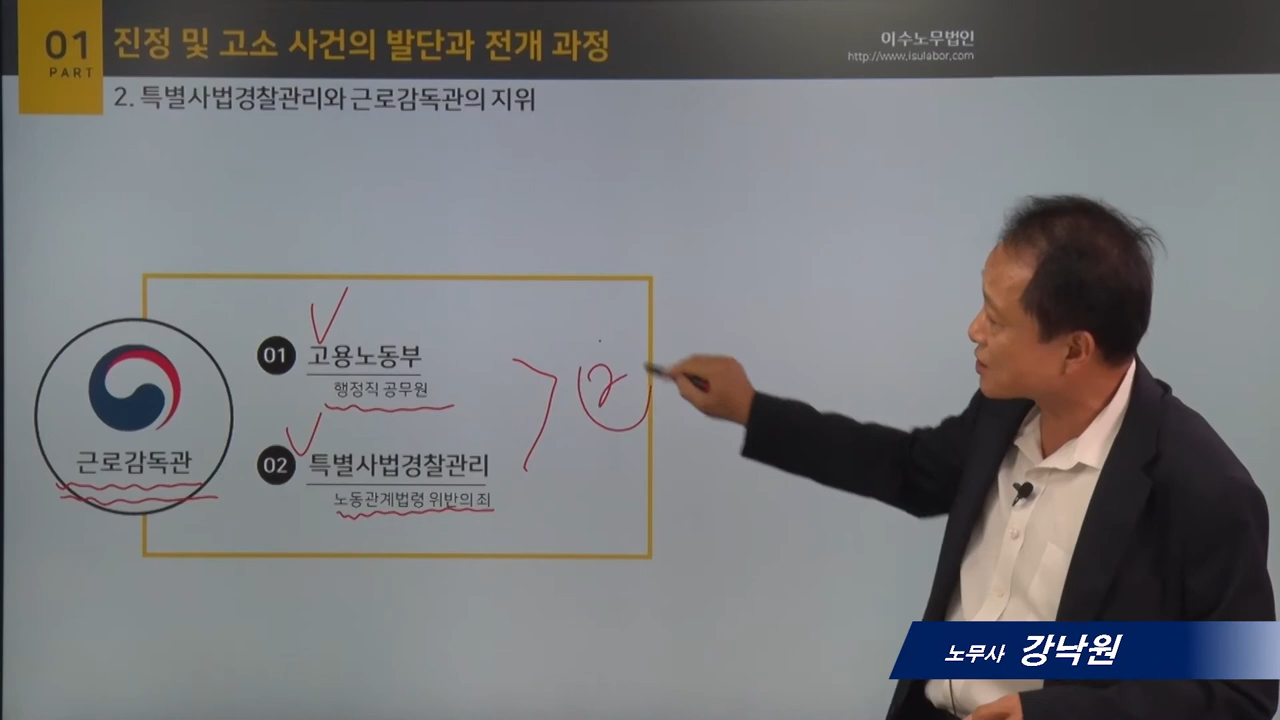 01
PART
진정 및 고소 사건의 발단과 전개 과정
이수노무법인
http://www.isulabor.com
2. 특별사법경찰관리와 근로감독관의 지위
근로감독관
01 고용노동부
행정직 공무원
02 특별사법경찰관리
노동관계법령 위반의 죄
2
노무사 강낙원